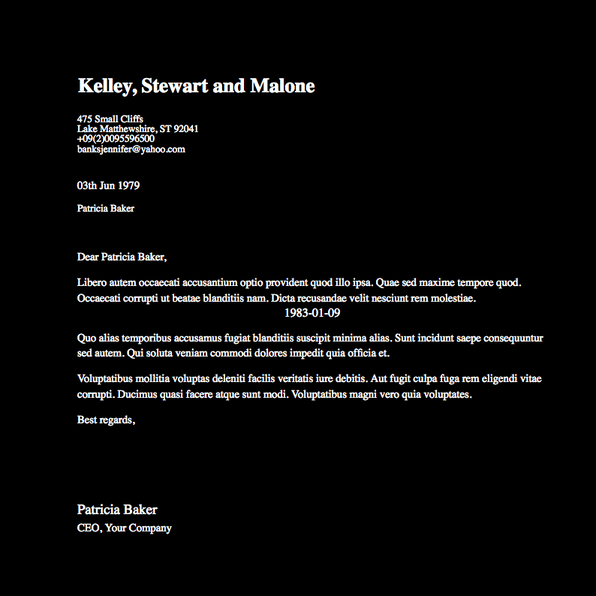 Kelley, Stewart and Malone
475 Small Cliffs
Lake Matthewshire, ST 92041
+09(2)0095596500
banksjennifer@yahoo.com
03th Jun 1979
Patricia Baker
Dear Patricia Baker,
Libero autem occaecati accusantium optio provident quod illo ipsa. Quae sed maxime tempore quod.
Occaecati corrupti ut beatae blanditiis nam. Dicta recusandae velit nesciunt rem molestiae.
1983-01-09
Quo alias temporibus accusamus fugiat blanditiis suscipit minima alias. Sunt incidunt saepe consequuntur
sed autem. Qui soluta veniam commodi dolores impedit quia officia et.
Voluptatibus mollitia voluptas deleniti facilis veritatis iure debitis. Aut fugit culpa fuga rem eligendi vitae
corrupti. Ducimus quasi facere atque sunt modi. Voluptatibus magni vero quia voluptates.
Best regards,
Patricia Baker
CEO, Your Company